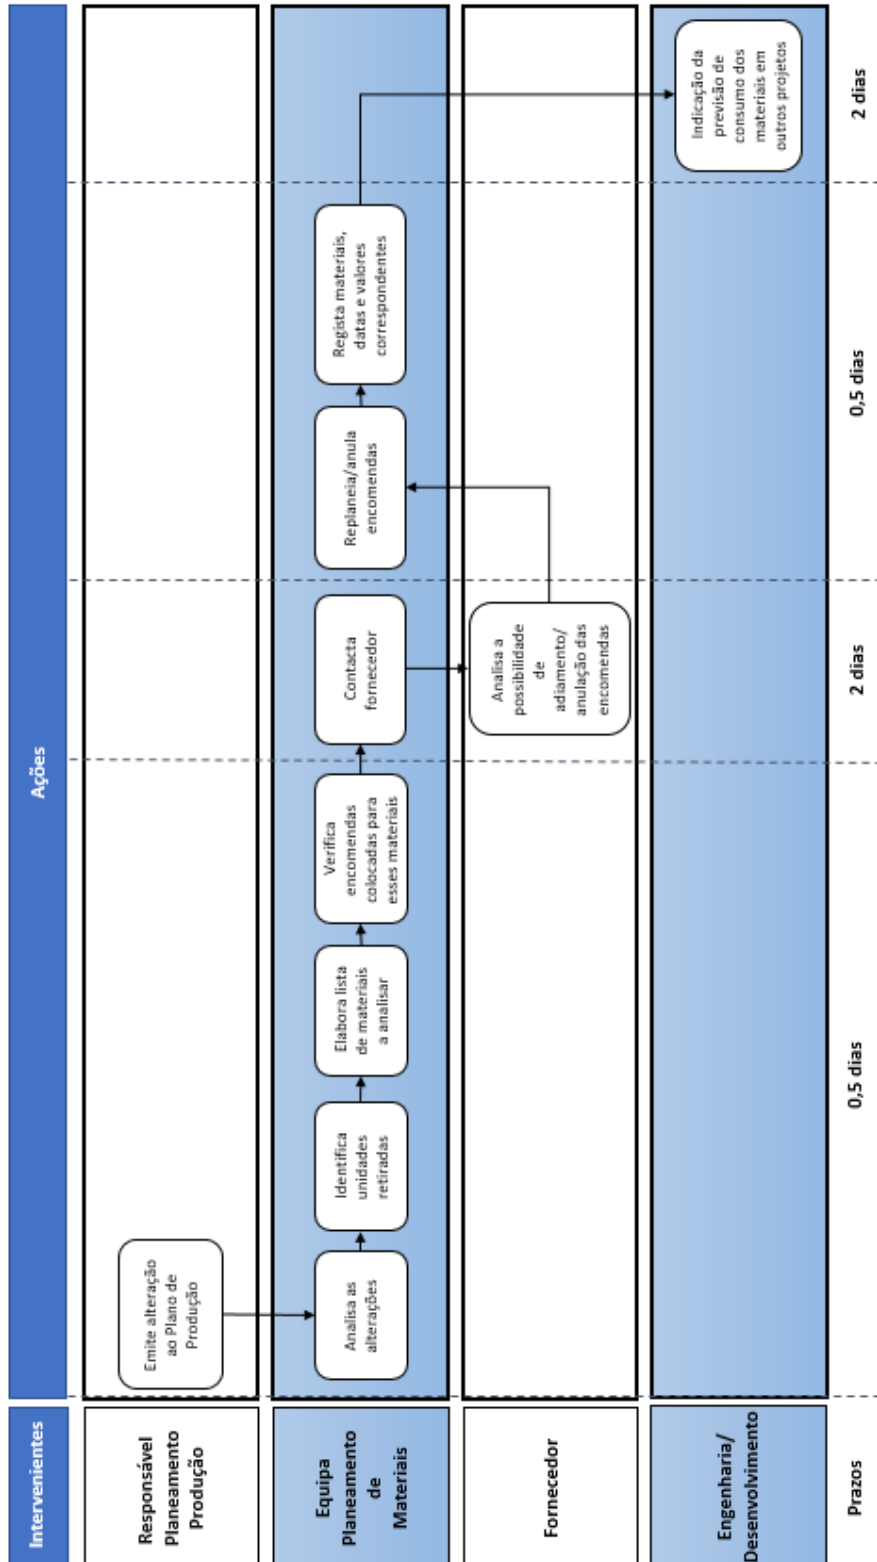 Intervenientes
Ações
Responsável
Planeamento
Produção
Emite alteração
ao Plano de
Produção
Equipa
Planeamento
de
Materiais
Analisa as
alterações
Identifica
unidades
retiradas
Elabora lista
de materiais
a analisar
Verifica
encomendas
colocadas para
esses materiais
Contacta
fornecedor
Replaneia/anula
encomendas
Regista materiais,
datas e valores
correspondentes
Fornecedor
Analisa a
possibilidade
de
adiamento/
anulação das
encomendas
Engenharia/
Desenvolvimento
Indicação da
previsão de
consumo dos
materiais em
outros projetos
Prazos
0,5 dias
2 dias
0,5 dias
2 dias